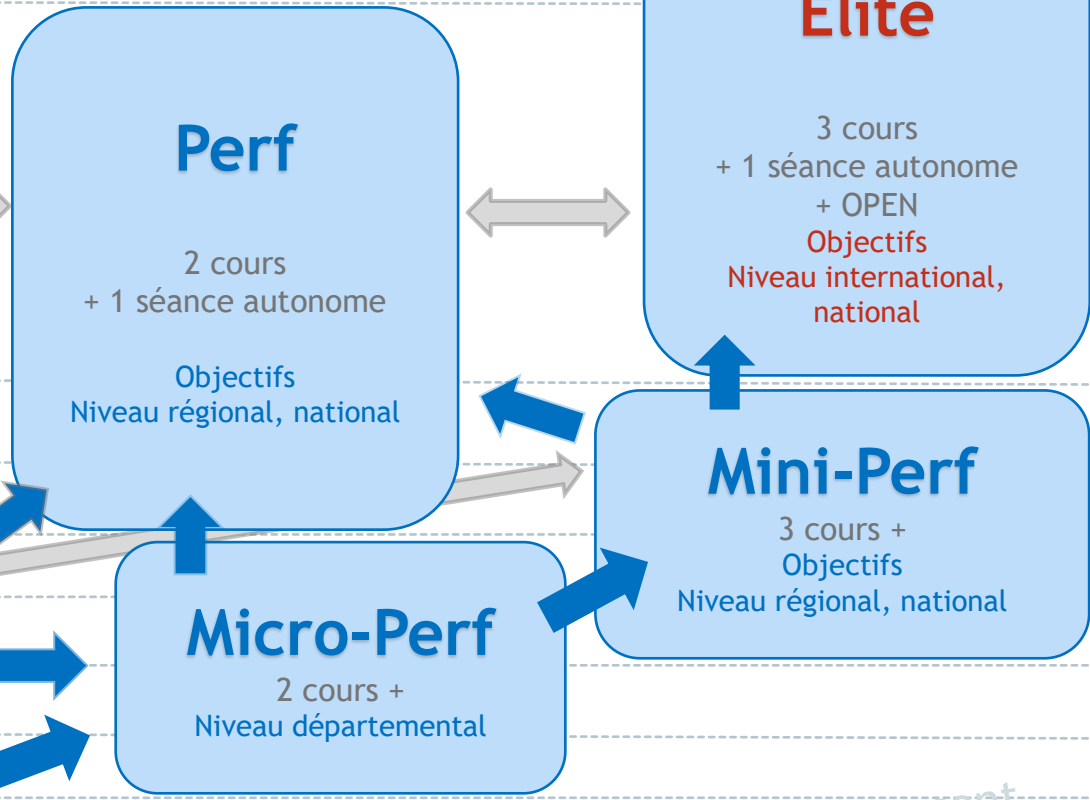 Elite
3 cours
+ 1 séance autonome
+ OPEN
Objectifs
Niveau international,
national
Perf
2 cours
+ 1 séance autonome
Objectifs
Niveau régional, national
Mini-Perf
3 cours +
Objectifs
Niveau régional, national
Micro-Perf
2 cours +
Niveau départemental